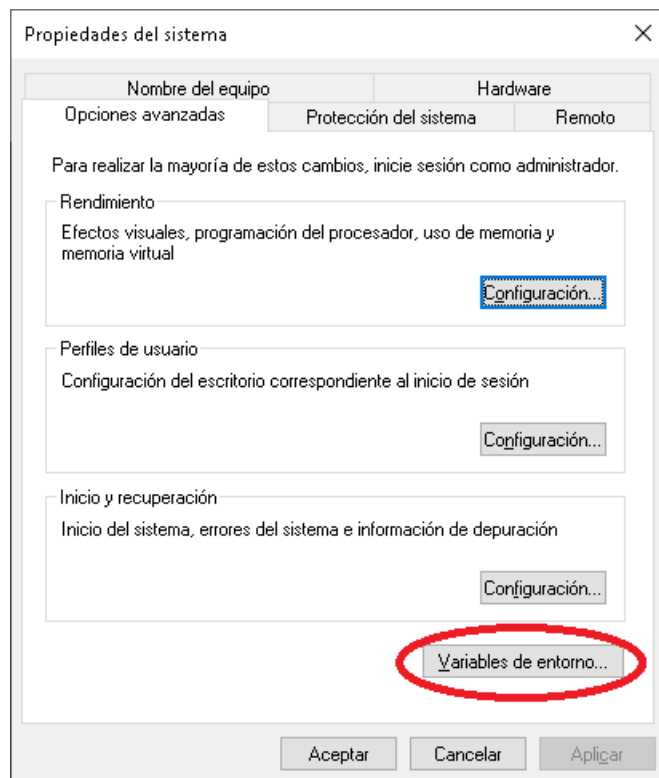 Propiedades del sistema
Nombre del equipo
Hardware
Opciones avanzadas
Protección del sistema
Remoto
Para realizar la mayoría de estos cambios, inicie sesión como administrador.
Rendimiento
Efectos visuales, programación del procesador, uso de memoria y
memoria virtual
Configuración...
Perfiles de usuario
Configuración del escritorio correspondiente al inicio de sesión
Configuración...
Inicio y recuperación
Inicio del sistema, errores del sistema e información de depuración
Configuración...
Variables de entorno...
Aceptar
Cancelar
Aplicar